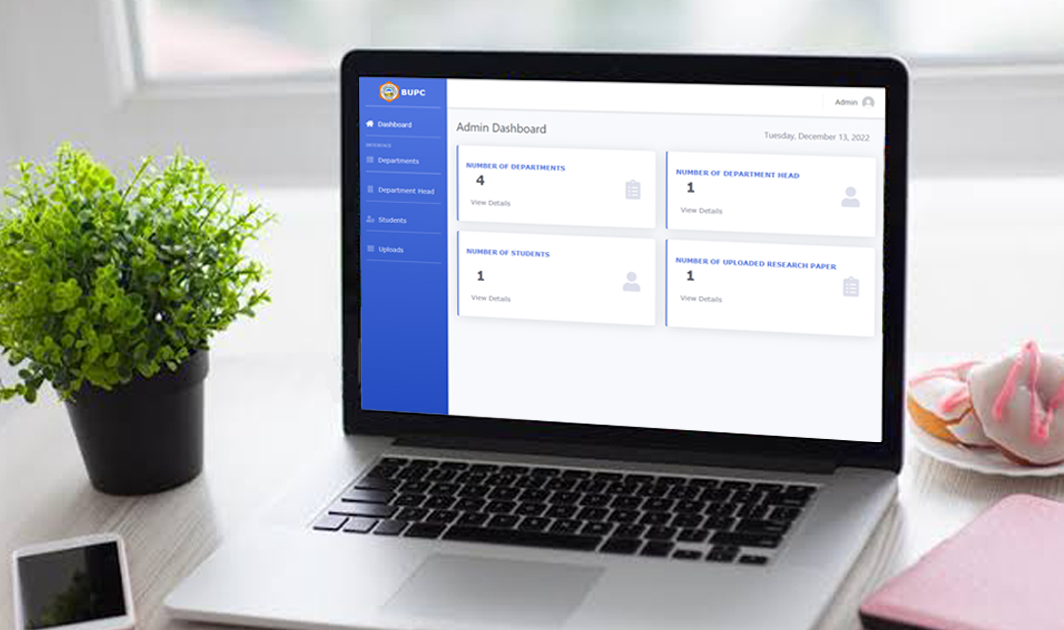 BUPC
Admin
Dashboard
Admin Dashboard
Tuesday, December 13, 2022
INTERFACE
Departments
Department Head
Students
Uploads
NUMBER OF DEPARTMENTS
4
View Details
NUMBER OF DEPARTMENT HEAD
1
View Details
NUMBER OF STUDENTS
1
View Details
NUMBER OF UPLOADED RESEARCH PAPER
1
View Details